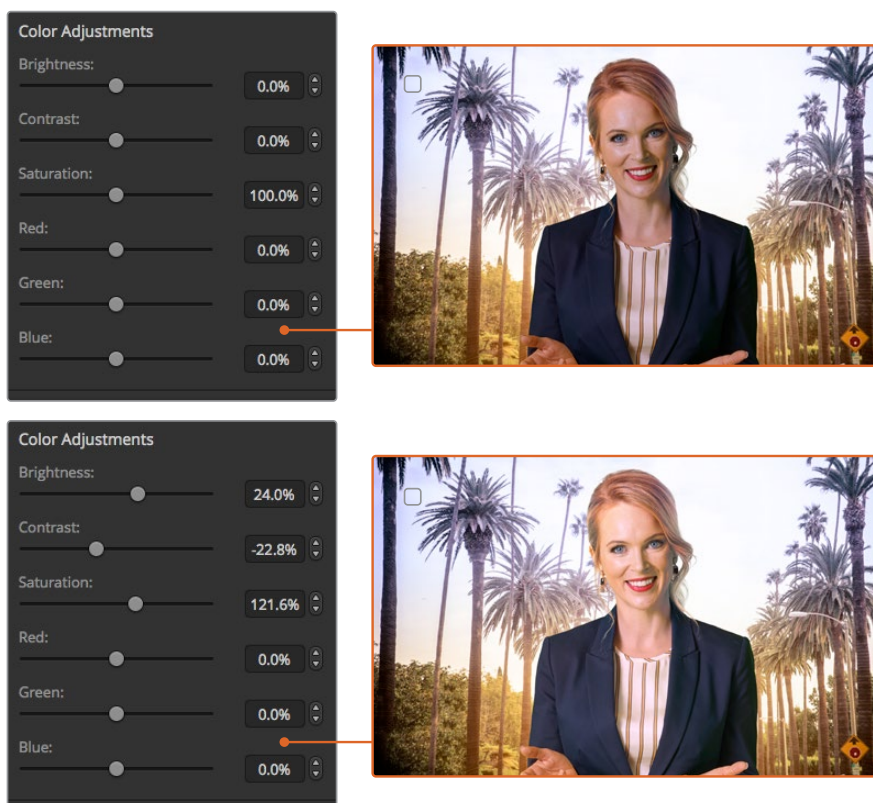 Color Adjustments
Brightness:
0.0%
Contrast:
0.0%
Saturation:
100.0%
Red:
0.0%
Green:
0.0%
Blue:
0.0%
Color Adjustments
Brightness:
24.0%
Contrast:
-22.8%
Saturation:
121.6%
Red:
0.0%
Green:
0.0%
Blue:
0.0%